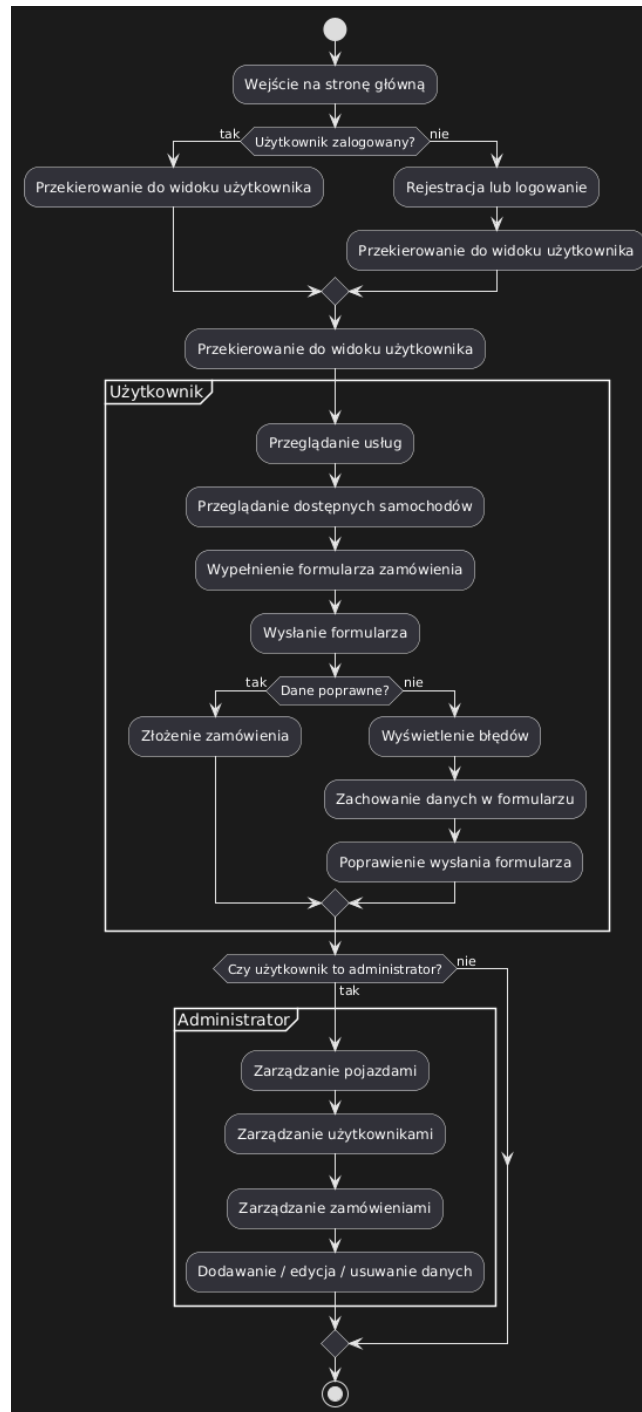 Wejście na stronę główną
tak
Użytkownik zalogowany?
nie
Przekierowanie do widoku użytkownika
Rejestracja lub logowanie
Przekierowanie do widoku użytkownika
Przekierowanie do widoku użytkownika
Użytkownik
Przeglądanie usług
Przeglądanie dostępnych samochodów
Wypełnienie formularza zamówienia
Wysłanie formularza
tak
Dane poprawne?
nie
Złożenie zamówienia
Wyświetlenie błędów
Zachowanie danych w formularzu
Poprawienie wysłania formularza
Czy użytkownik to administrator?
nie
tak
Administrator
Zarządzanie pojazdami
Zarządzanie użytkownikami
Zarządzanie zamówieniami
Dodawanie / edycja / usuwanie danych